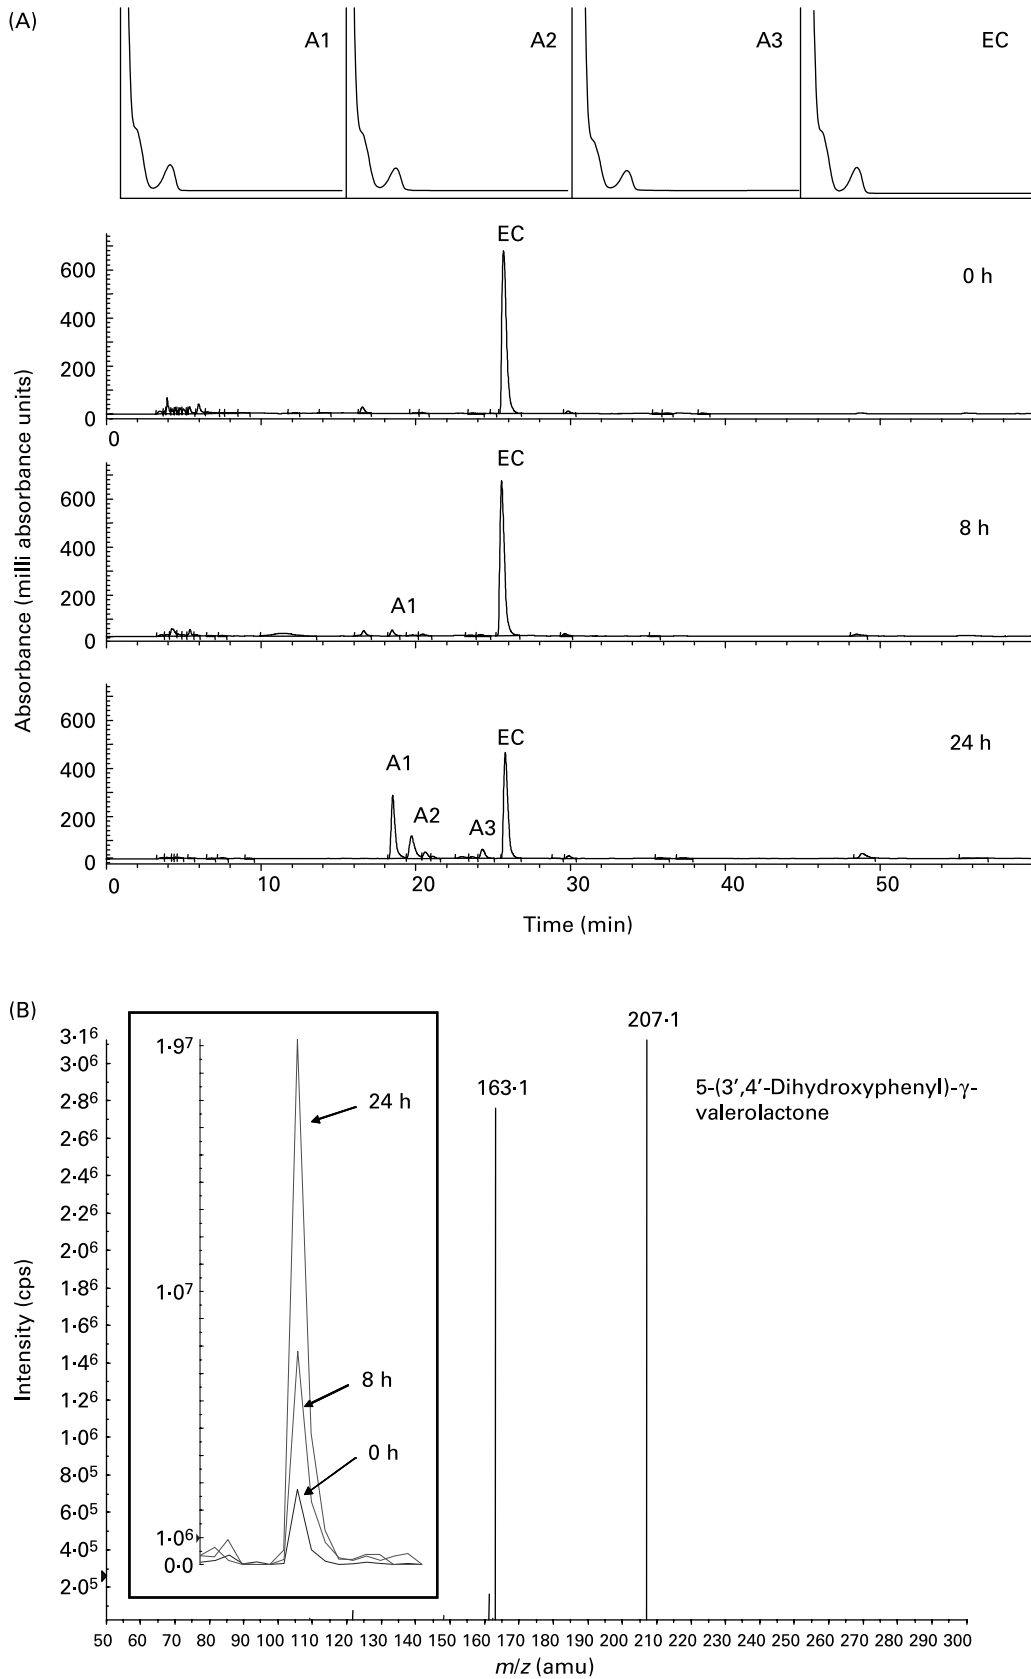 (A)
A1 A2 A3 EC
Absorbance (milli absorbance units)
EC
0 h
600
400
200
0
0
EC
8 h
600
400
200
0
A1
EC
24 h
600
400
200
0
A1
A2
A3
0 10 20 30 40 50
Time (min)
(B)
Intensity (cps)
3·1⁶
3·0⁶
2·8⁶
2·6⁶
2·4⁶
2·2⁶
2·0⁶
1·8⁶
1·6⁶
1·4⁶
1·2⁶
1·0⁶
8·0⁵
6·0⁵
4·0⁵
2·0⁵
1·9⁷
1·0⁷
1·0⁶
0·0
24 h
8 h
0 h
207·1
163·1
5-(3′,4′-Dihydroxyphenyl)-γ-
valerolactone
50 60 70 80 90 100 110 120 130 140 150 160 170 180 190 200 210 220 230 240 250 260 270 280 290 300
m/z (amu)